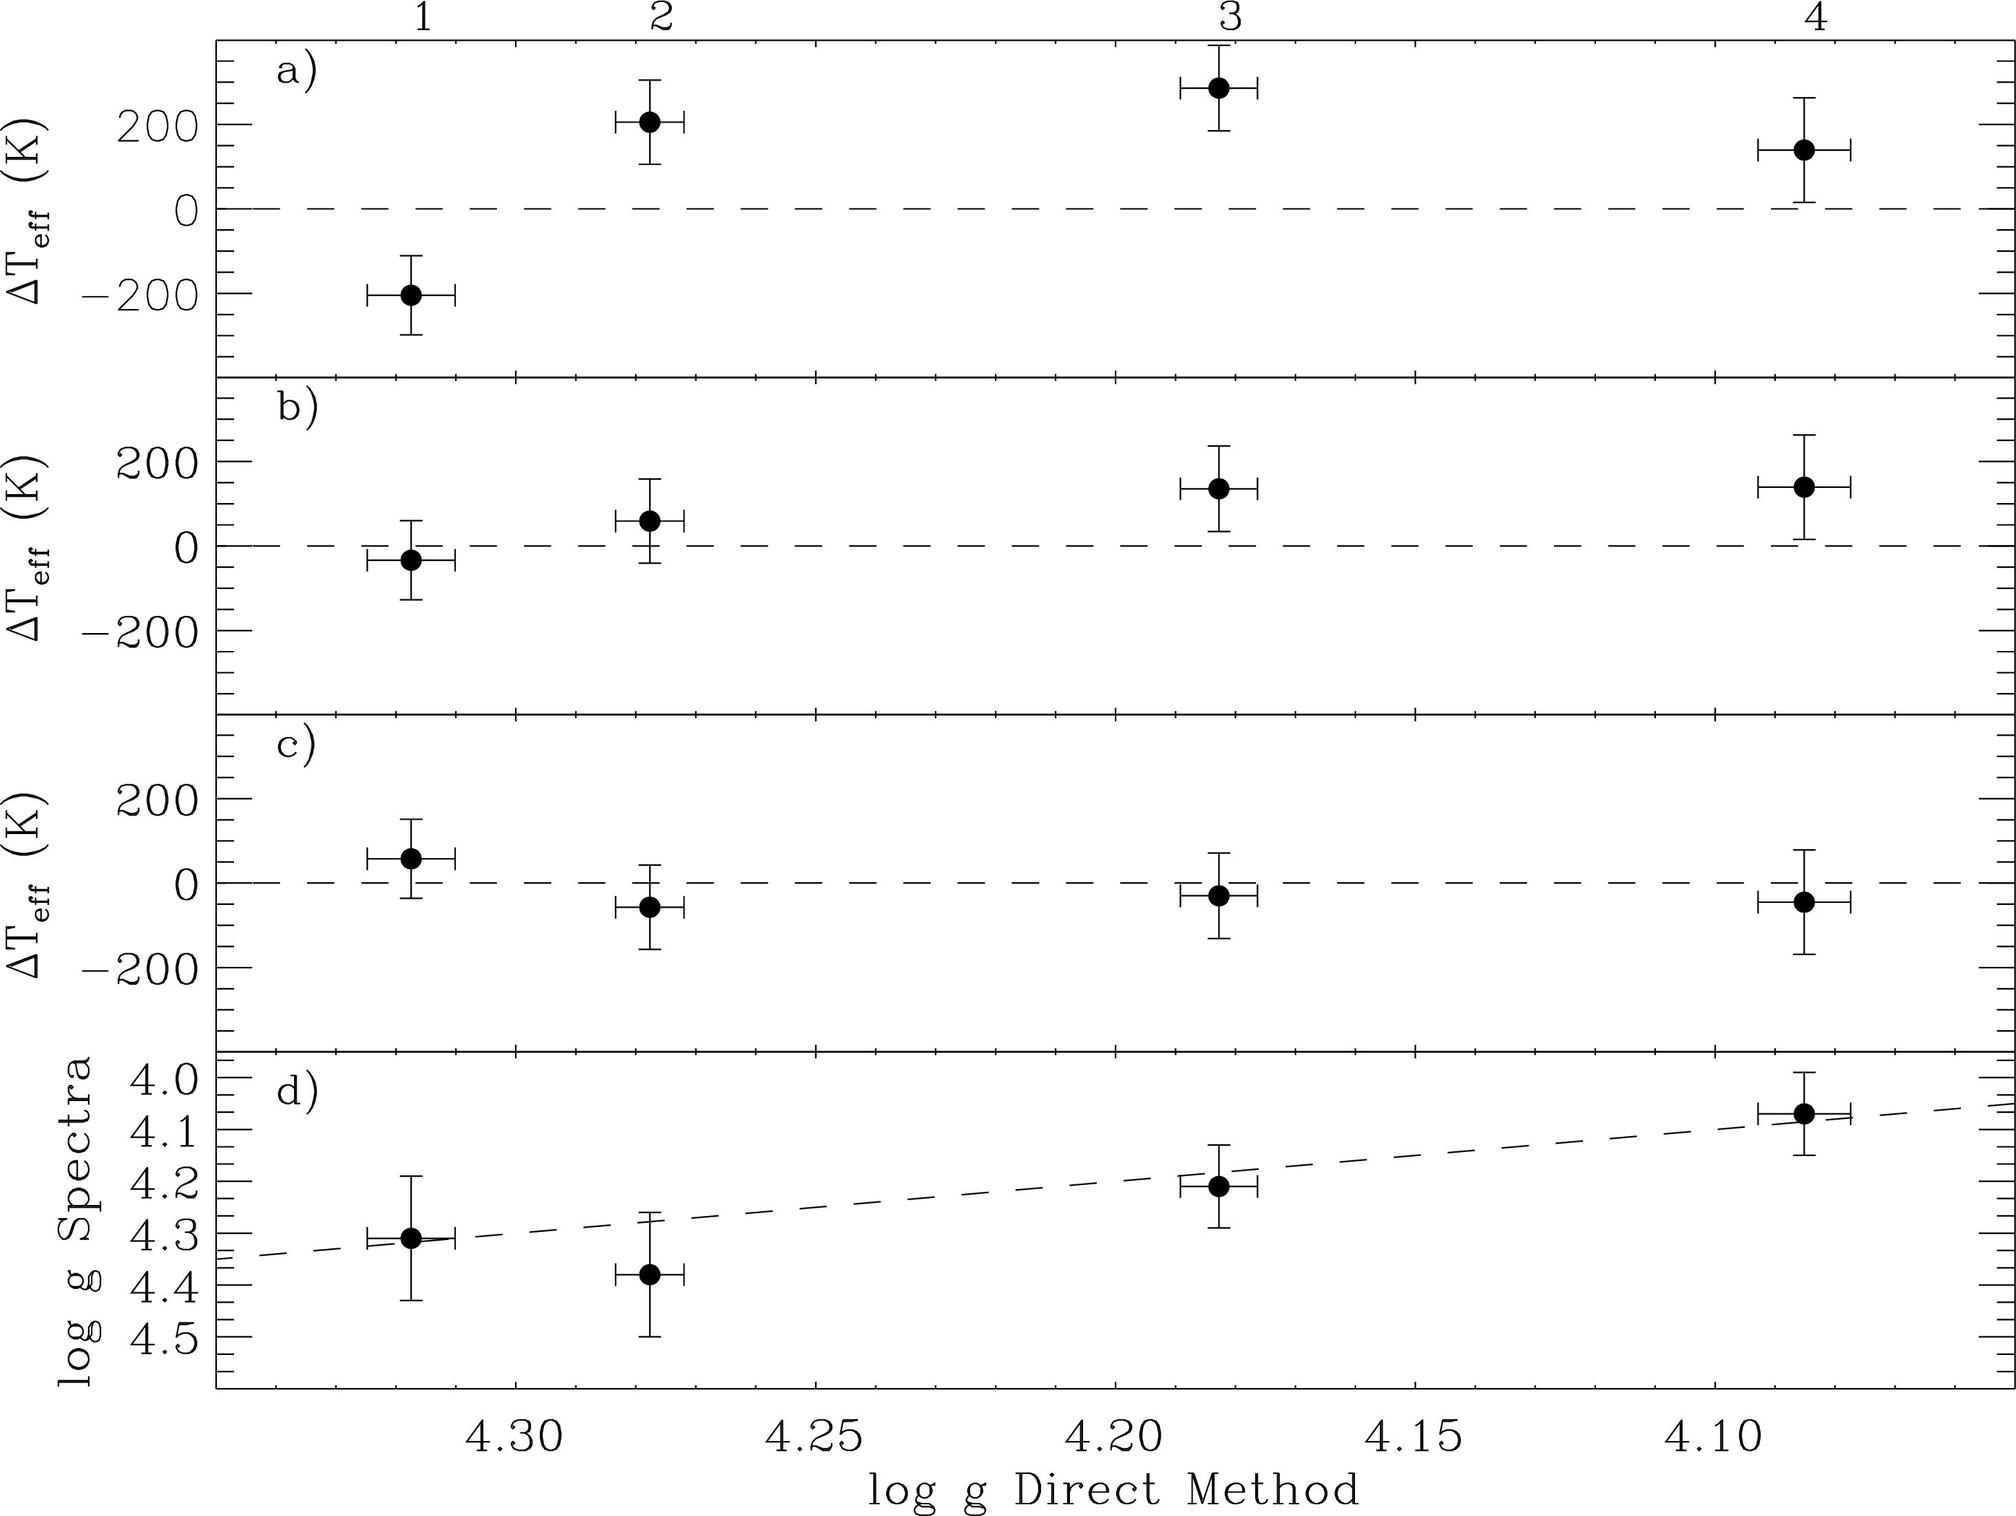 1 2 3 4
a)
ΔTeff (K)
200
0
−200
b)
ΔTeff (K)
200
0
−200
c)
ΔTeff (K)
200
0
−200
d)
log g Spectra
4.0
4.1
4.2
4.3
4.4
4.5
4.30 4.25 4.20 4.15 4.10
log g Direct Method